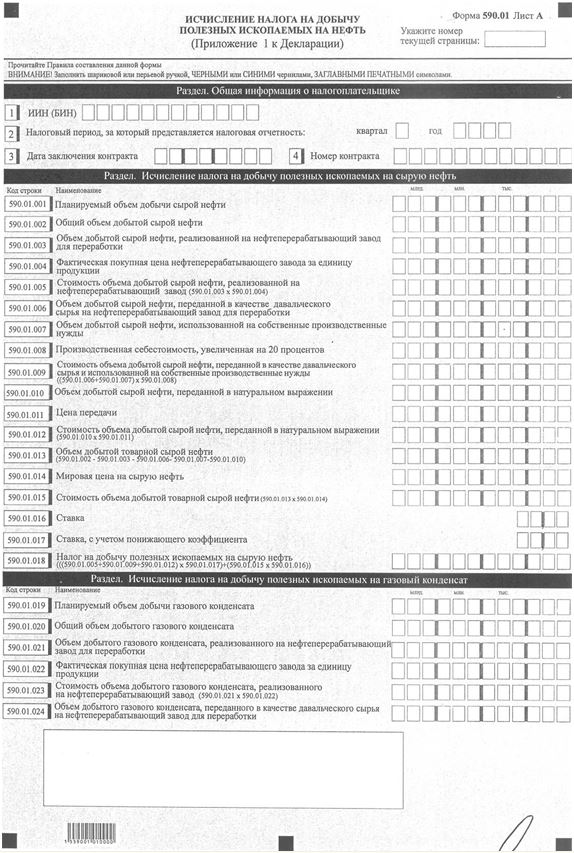 Форма 590.01 Лист А
ИСЧИСЛЕНИЕ НАЛОГА НА ДОБЫЧУ
ПОЛЕЗНЫХ ИСКОПАЕМЫХ НА НЕФТЬ
(Приложение 1 к Декларации)
Укажите номер
текущей страницы:
Прочитайте Правила составления данной формы
ВНИМАНИЕ! Заполнять шариковой или перьевой ручкой, ЧЕРНЫМИ или СИНИМИ чернилами, ЗАГЛАВНЫМИ ПЕЧАТНЫМИ символами.
Раздел. Общая информация о налогоплательщике
1 ИИН (БИН)
2 Налоговый период, за который представляется налоговая отчетность: квартал год
3 Дата заключения контракта 4 Номер контракта
Раздел. Исчисление налога на добычу полезных ископаемых на сырую нефть
Код строки Наименование млрд. млн. тыс.
590.01.001 Планируемый объем добычи сырой нефти
590.01.002 Общий объем добытой сырой нефти
590.01.003 Объем добытой сырой нефти, реализованной на нефтеперерабатывающий завод
для переработки
590.01.004 Фактическая покупная цена нефтеперерабатывающего завода за единицу
продукции
590.01.005 Стоимость объема добытой сырой нефти, реализованной на
нефтеперерабатывающий завод (590.01.003 x 590.01.004)
590.01.006 Объем добытой сырой нефти, переданной в качестве давальческого
сырья на нефтеперерабатывающий завод для переработки
590.01.007 Объем добытой сырой нефти, использованной на собственные производственные
нужды
590.01.008 Производственная себестоимость, увеличенная на 20 процентов
590.01.009 Стоимость объема добытой сырой нефти, переданной в качестве давальческого
сырья и использованной на собственные производственные нужды
((590.01.006+590.01.007) x 590.01.008)
590.01.010 Объем добытой сырой нефти, переданной в натуральном выражении
590.01.011 Цена передачи
590.01.012 Стоимость объема добытой сырой нефти, переданной в натуральном выражении
(590.01.010 x 590.01.011)
590.01.013 Объем добытой товарной сырой нефти
(590.01.002 - 590.01.003 - 590.01.006- 590.01.007-590.01.010)
590.01.014 Мировая цена на сырую нефть
590.01.015 Стоимость объема добытой товарной сырой нефти (590.01.013 x 590.01.014)
590.01.016 Ставка
590.01.017 Ставка, с учетом понижающего коэффициента
590.01.018 Налог на добычу полезных ископаемых на сырую нефть
(((590.01.005+590.01.009+590.01.012) x 590.01.017)+(590.01.015 x 590.01.016))
Раздел. Исчисление налога на добычу полезных ископаемых на газовый конденсат
Код строки Наименование млрд. млн. тыс.
590.01.019 Планируемый объем добычи газового конденсата
590.01.020 Общий объем добытого газового конденсата
590.01.021 Объем добытого газового конденсата, реализованного на нефтеперерабатывающий
завод для переработки
590.01.022 Фактическая покупная цена нефтеперерабатывающего завода за единицу
продукции
590.01.023 Стоимость объема добытого газового конденсата, реализованного
на нефтеперерабатывающий завод (590.01.021 x 590.01.022)
590.01.024 Объем добытого газового конденсата, переданного в качестве давальческого сырья
на нефтеперерабатывающий завод для переработки